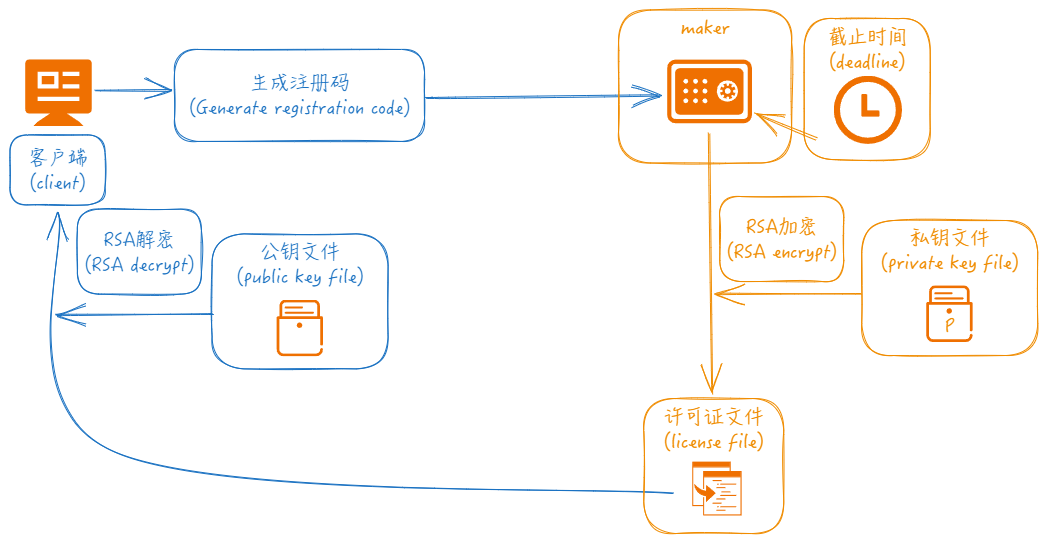 生成注册码
(Generate registration code)
maker
截止时间
(deadline)
客户端
(client)
RSA解密
(RSA decrypt)
公钥文件
(public key file)
RSA加密
(RSA encrypt)
私钥文件
(private key file)
P
许可证文件
(license file)